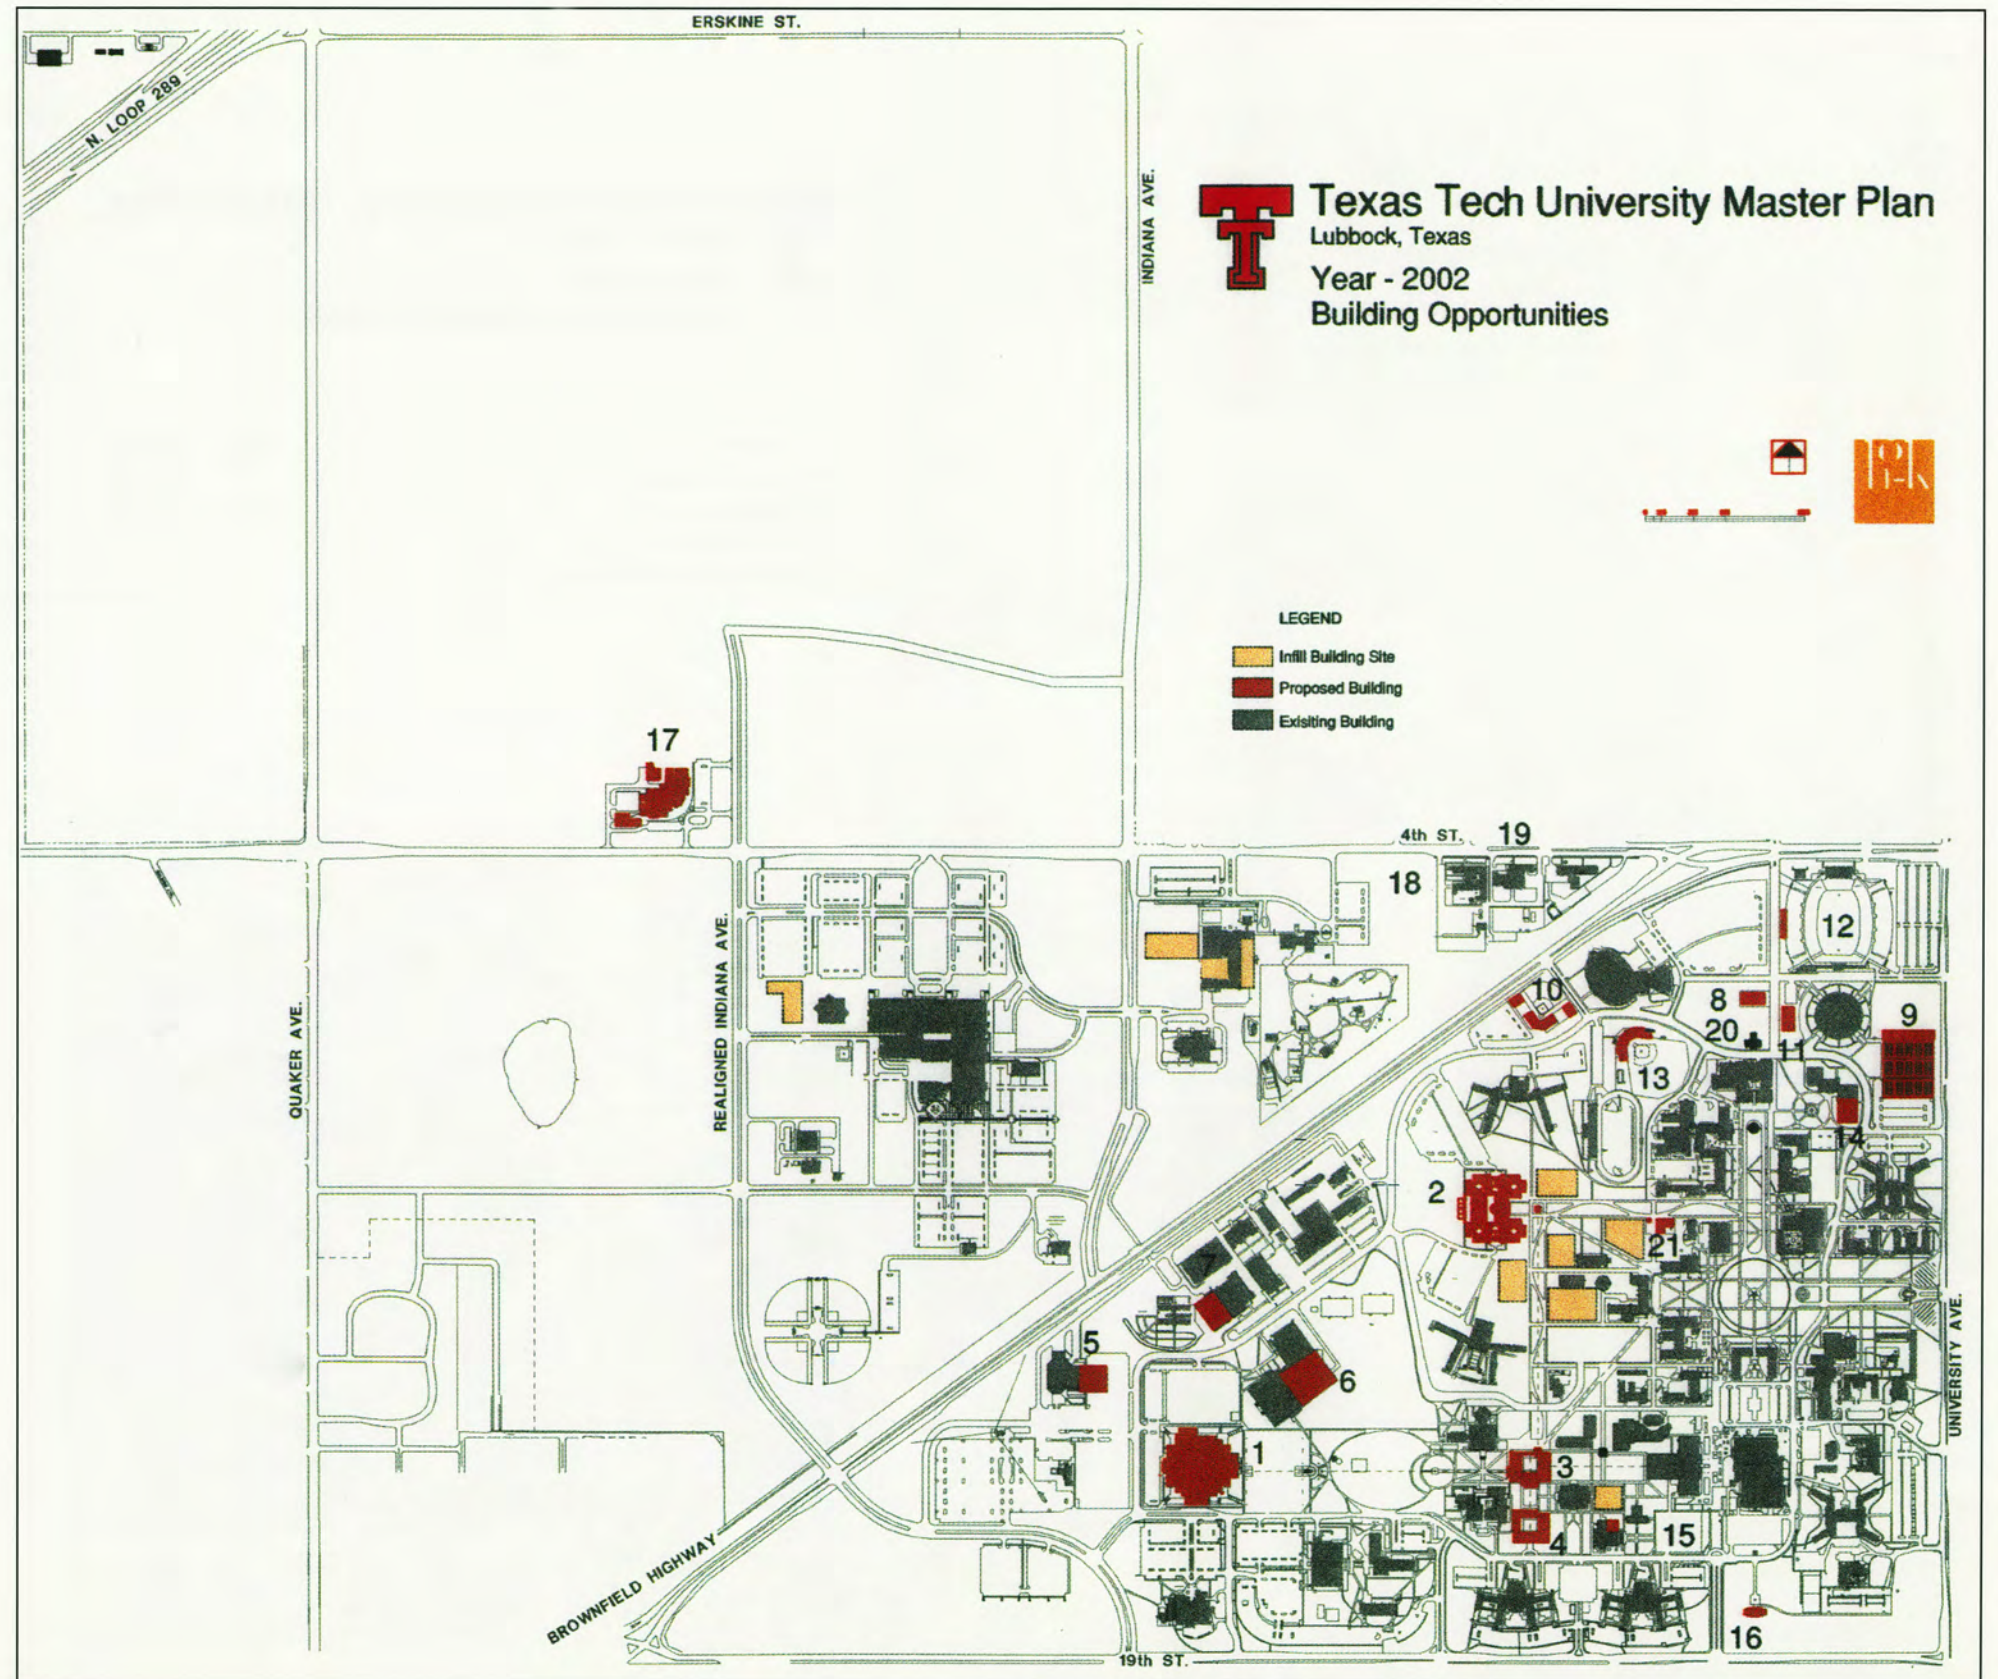 ERSKINE ST.
N. LOOP 289
INDIANA AVE.
Texas Tech University Master Plan
Lubbock, Texas
Year - 2002
Building Opportunities
LEGEND
Infill Building Site
Proposed Building
Exisiting Building
17
4th ST.
19
18
12
QUAKER AVE.
REALIGNED INDIANA AVE.
10
8
9
20
11
13
14
2
21
7
UNIVERSITY AVE.
5
6
1
3
4
15
BROWNFIELD HIGHWAY
16
19th ST.